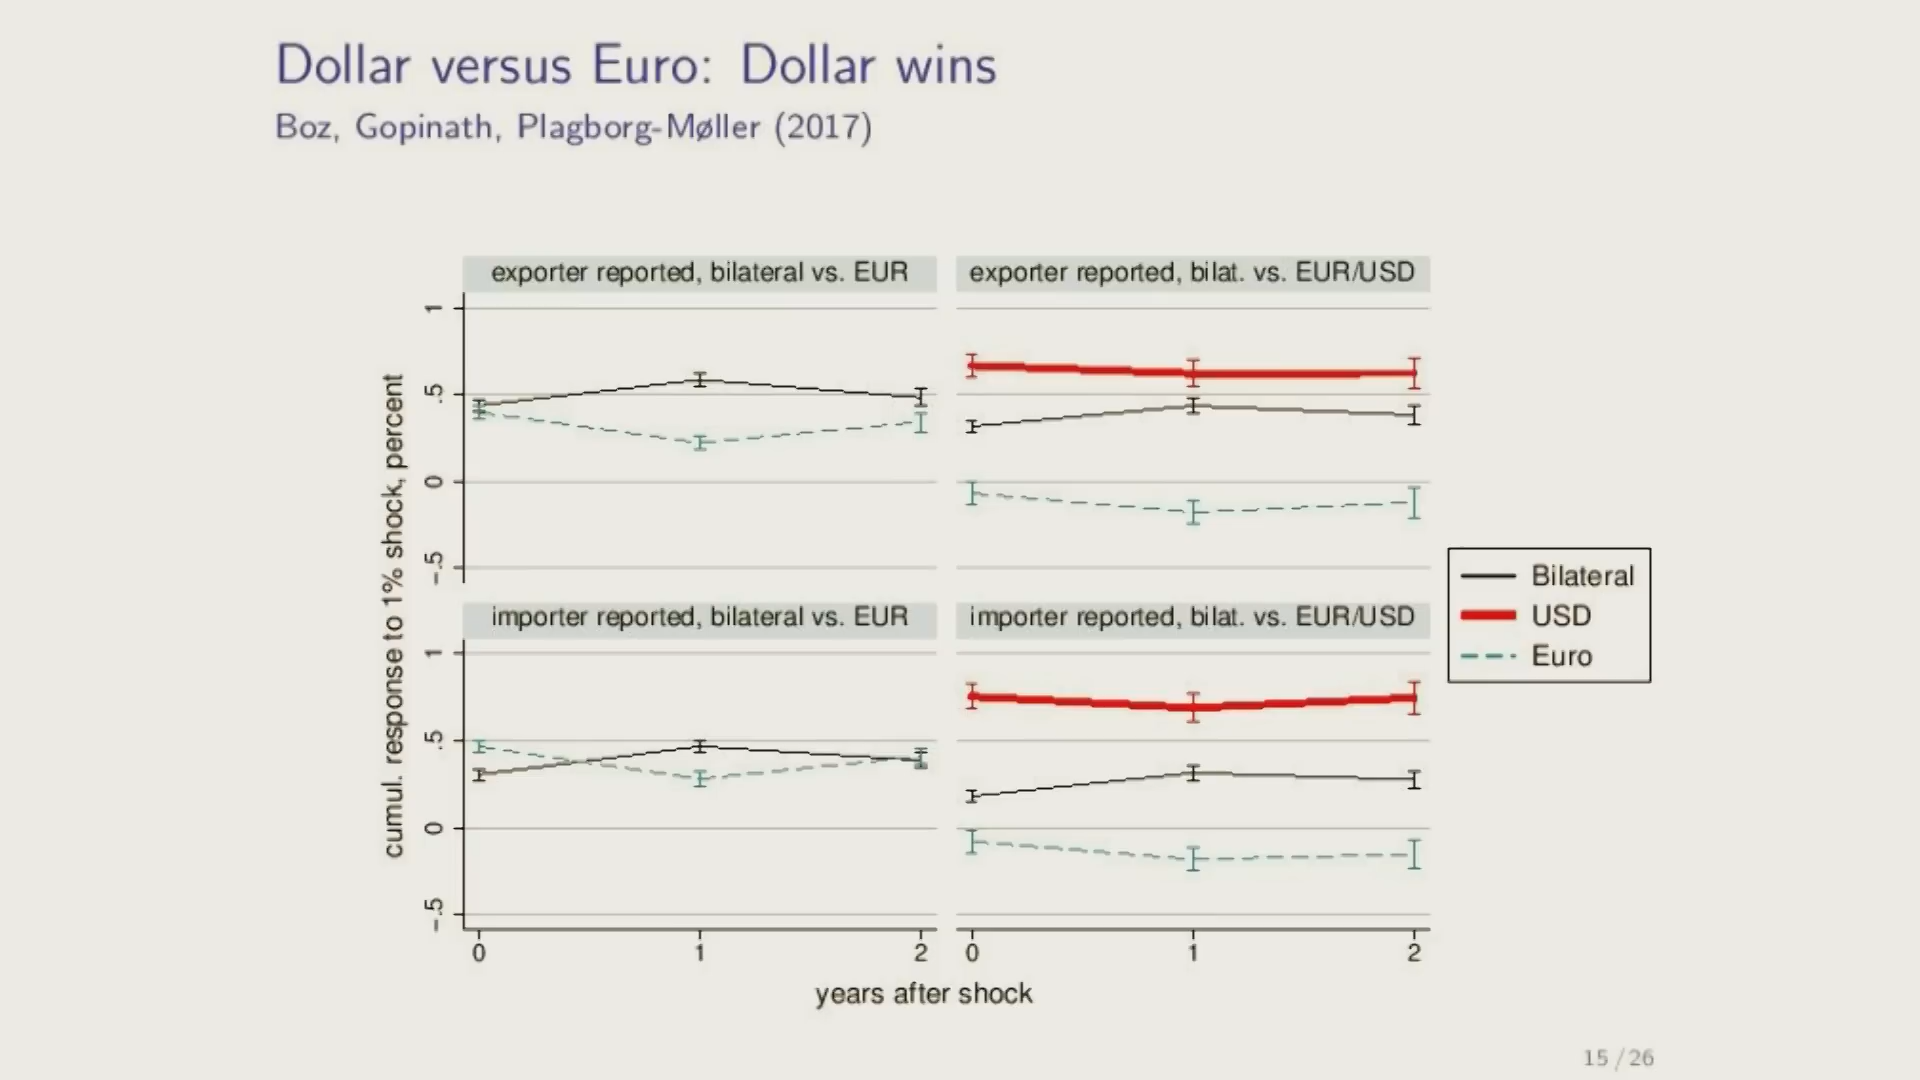 Dollar versus Euro: Dollar wins
Boz, Gopinath, Plagborg-Møller (2017)
exporter reported, bilateral vs. EUR
exporter reported, bilat. vs. EUR/USD
1
.5
0
-.5
importer reported, bilateral vs. EUR
importer reported, bilat. vs. EUR/USD
1
.5
0
-.5
cumul. response to 1% shock, percent
0 1 2
0 1 2
years after shock
Bilateral
USD
Euro
15 / 26